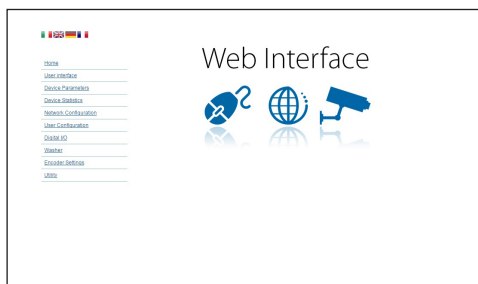 Web Interface
Home
User Interface
Device Parameters
Device Statistics
Network Configuration
User Configuration
Digital I/O
Washer
Encoder Settings
Utility